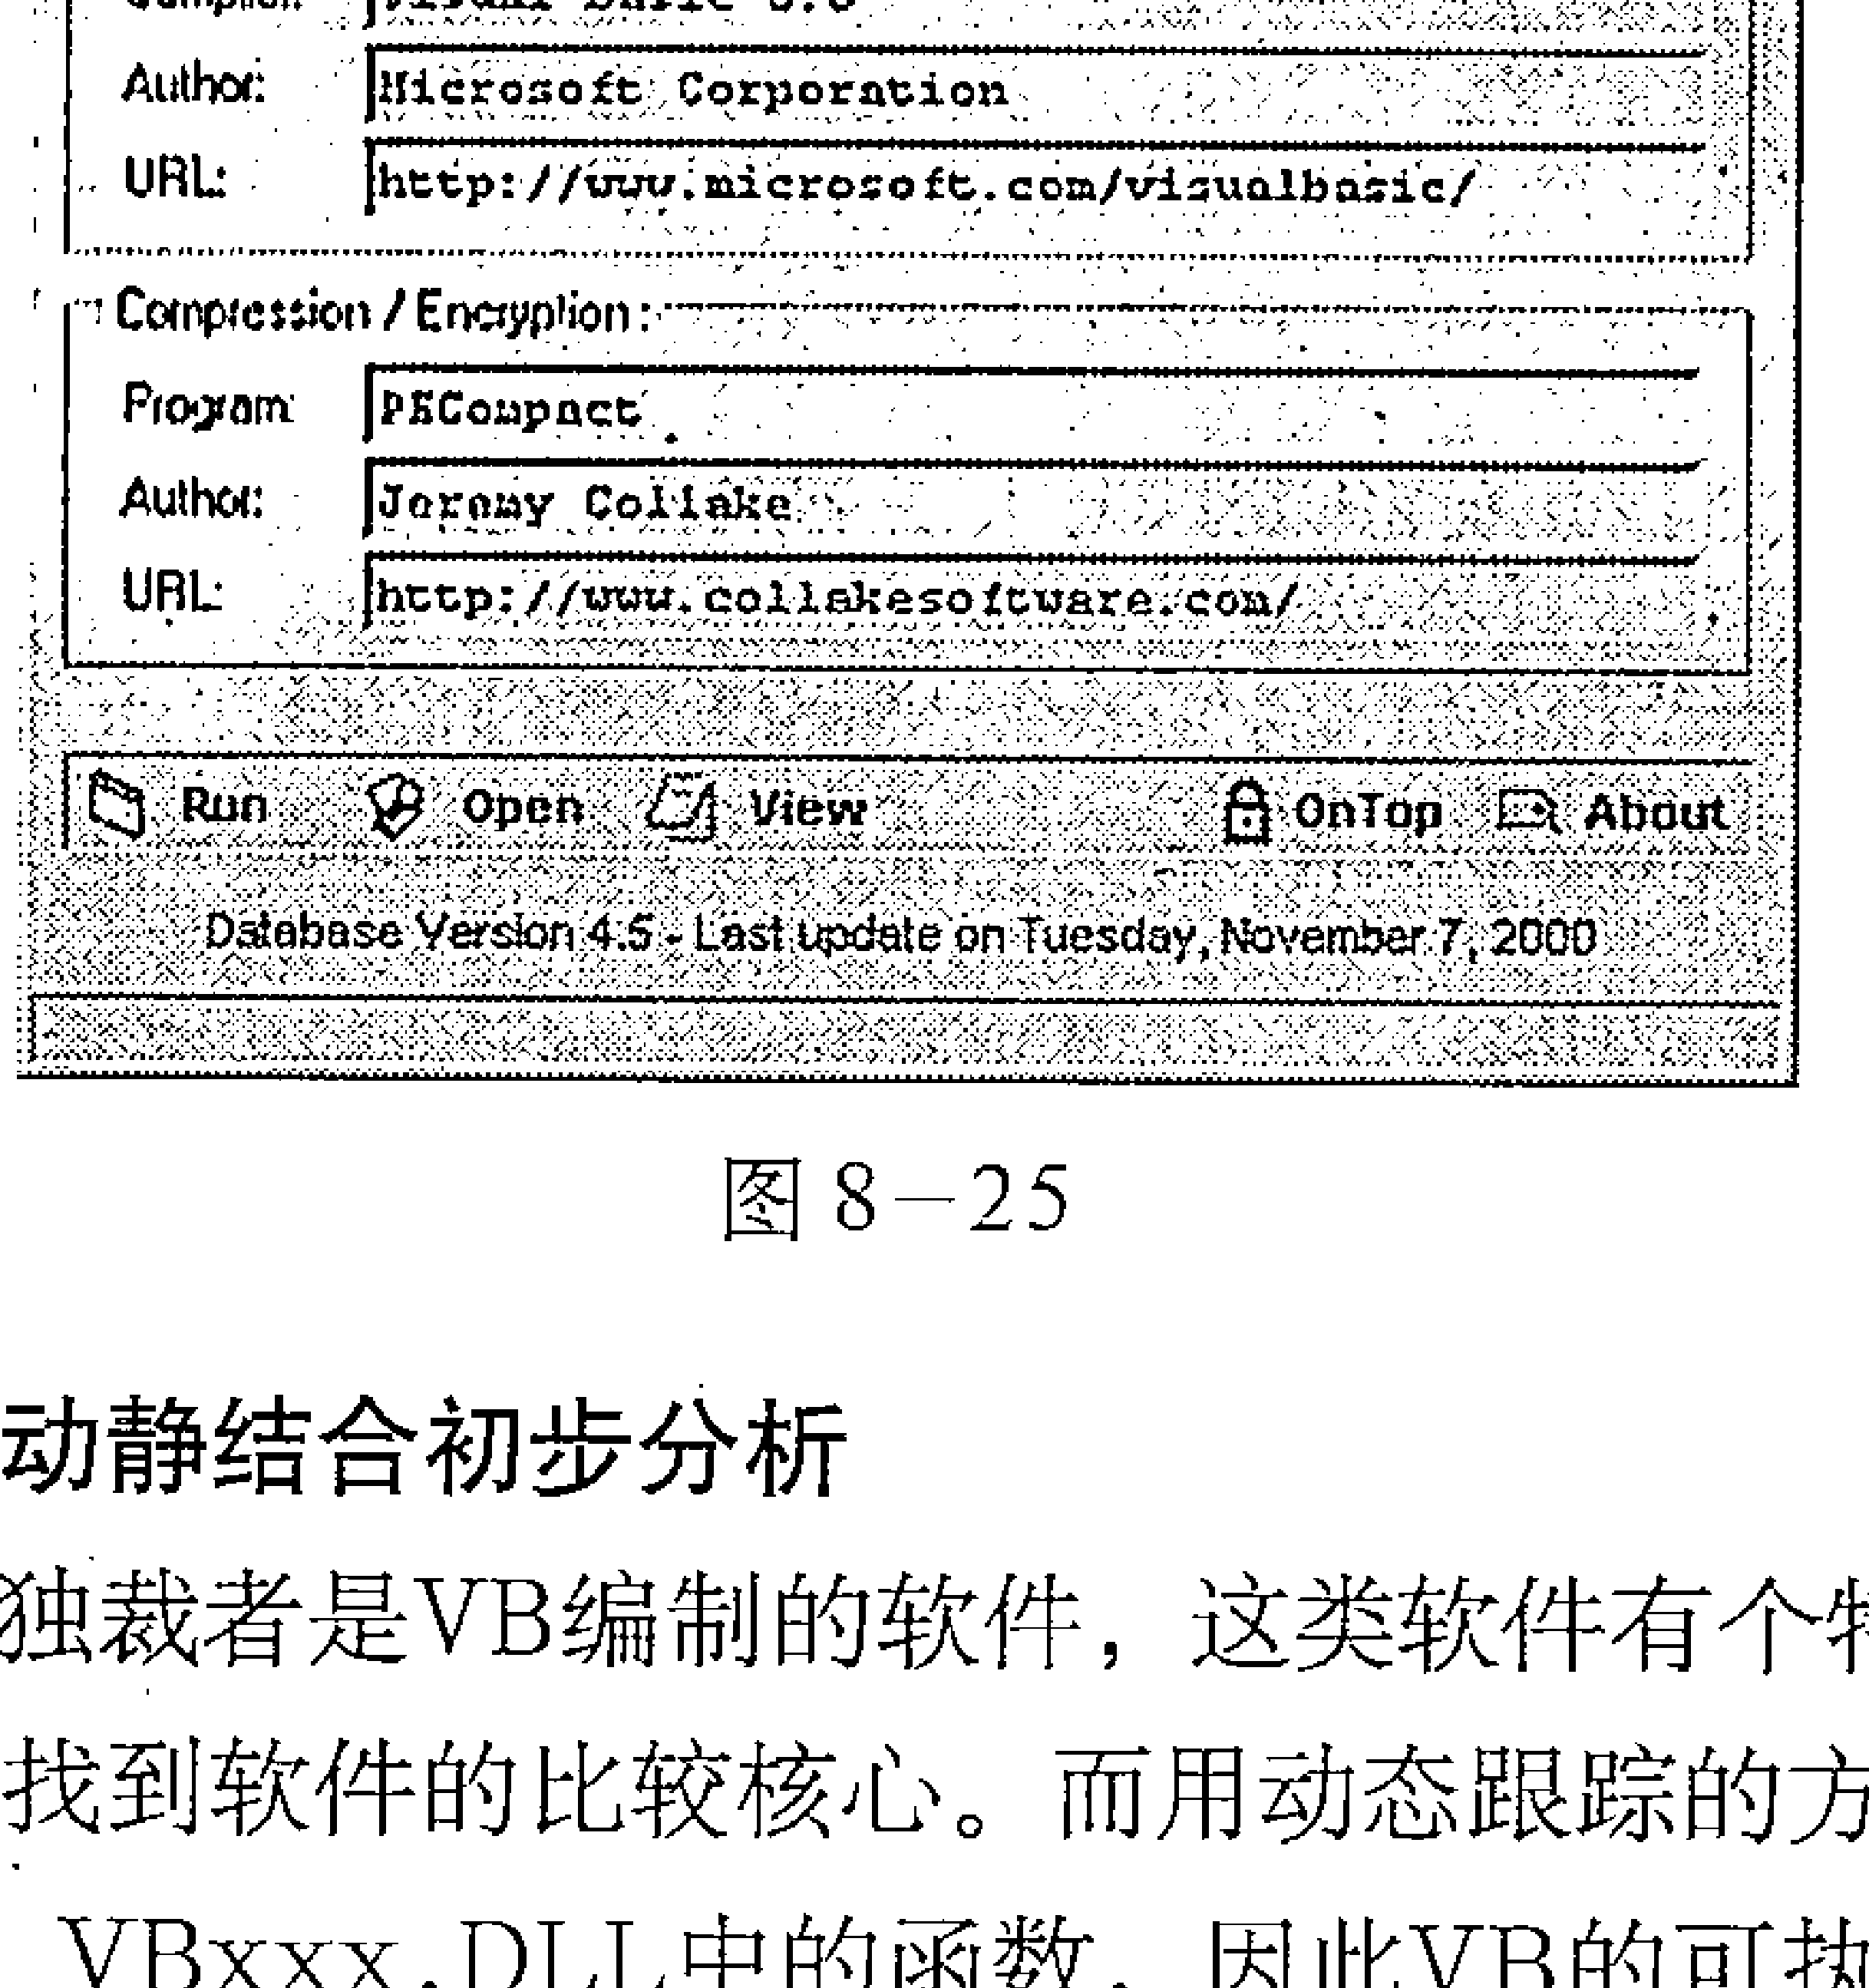 Author: Microsoft Corporation
URL: http://www.microsoft.com/visualbasic/
Compression / Encryption:
Program: PECompact
Author: Jeremy Collake
URL: http://www.collakesoftware.com/
Run Open View OnTop About
Database Version 4.5 - Last update on Tuesday, November 7, 2000
图 8-25
动静结合初步分析
独裁者是VB编制的软件，这类软件有个特
找到软件的比较核心。而用动态跟踪的方
VBxxx.DLL中的函数，因此VB的可执